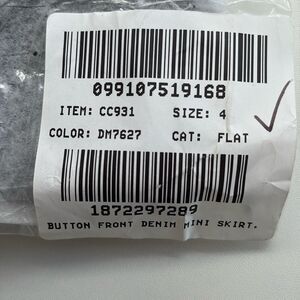 099107519168
ITEM: CC931 SIZE: 4
COLOR: DM7627 CAT: FLAT
1872297289
BUTTON FRONT DENIM MINI SKIRT.